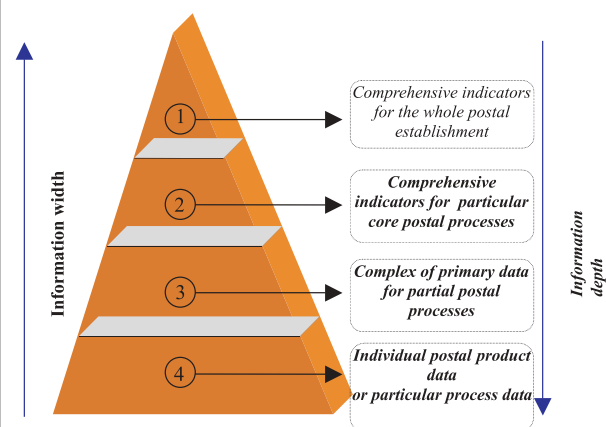 1
Comprehensive indicators
for the whole postal
establishment
2
Comprehensive
indicators for particular
core postal processes
3
Complex of primary data
for partial postal
processes
4
Individual postal product
data
or particular process data
Information width
Information
depth